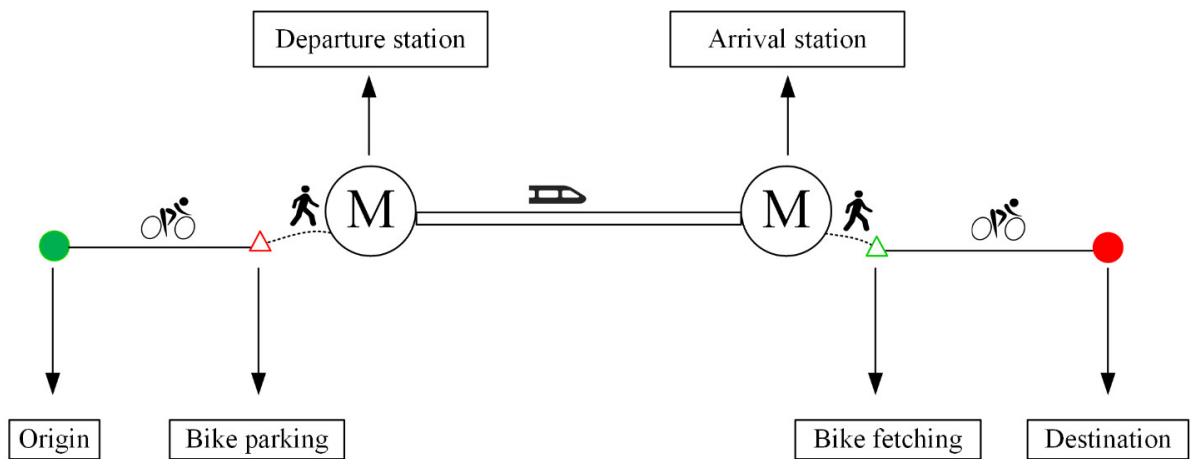 Departure station
Arrival station
M
M
Origin
Bike parking
Bike fetching
Destination